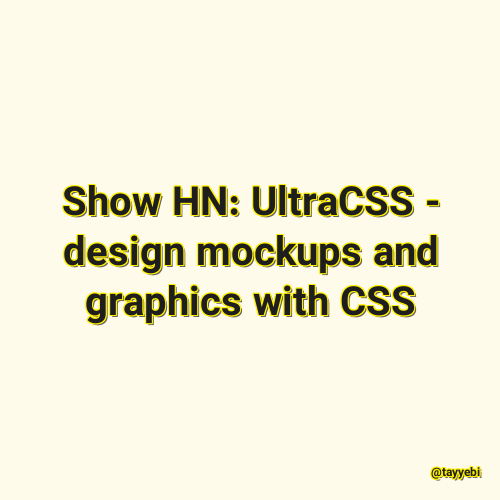 Show HN: UltraCSS -
design mockups and
graphics with CSS
@tayyebi